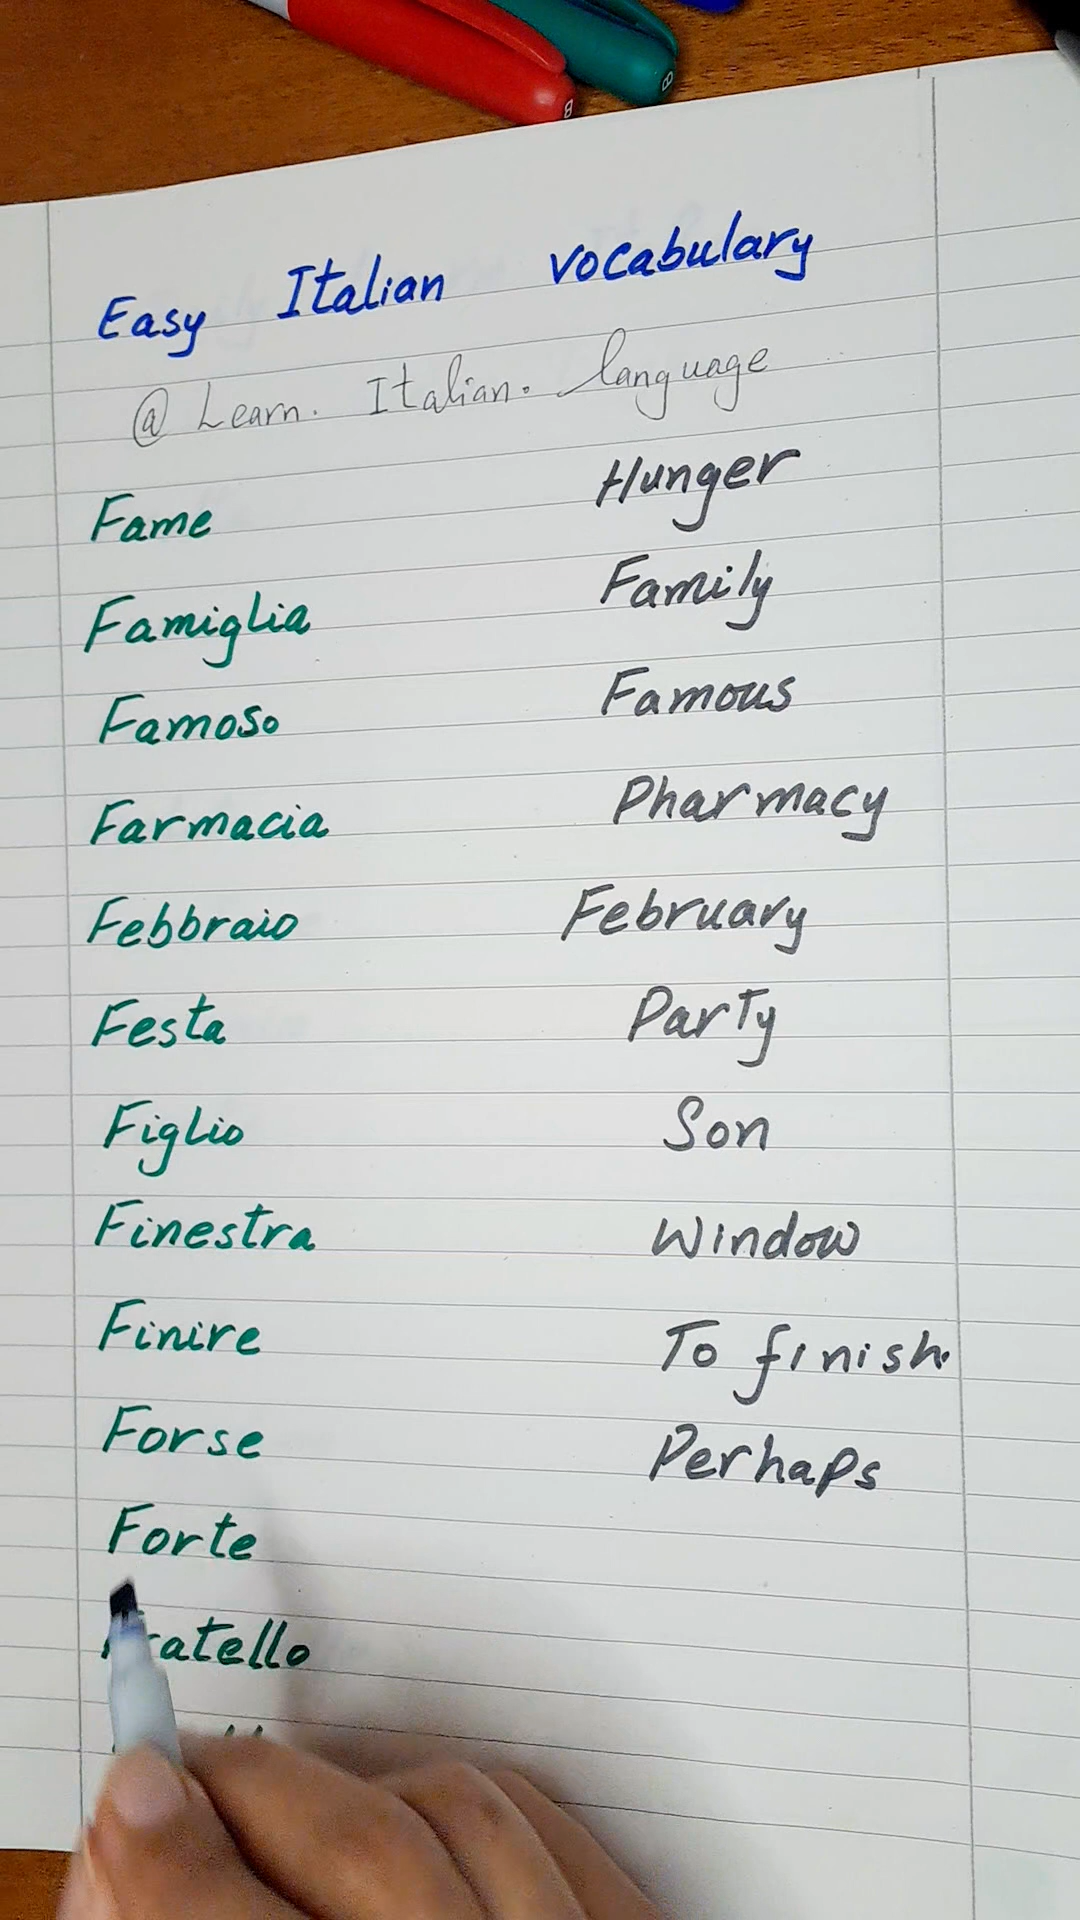 Easy Italian vocabulary
@ Learn. Italian. language
Fame Hunger
Famiglia Family
Famoso Famous
Farmacia Pharmacy
Febbraio February
Festa Party
Figlio Son
Finestra Window
Finire To finish.
Forse Perhaps
Forte